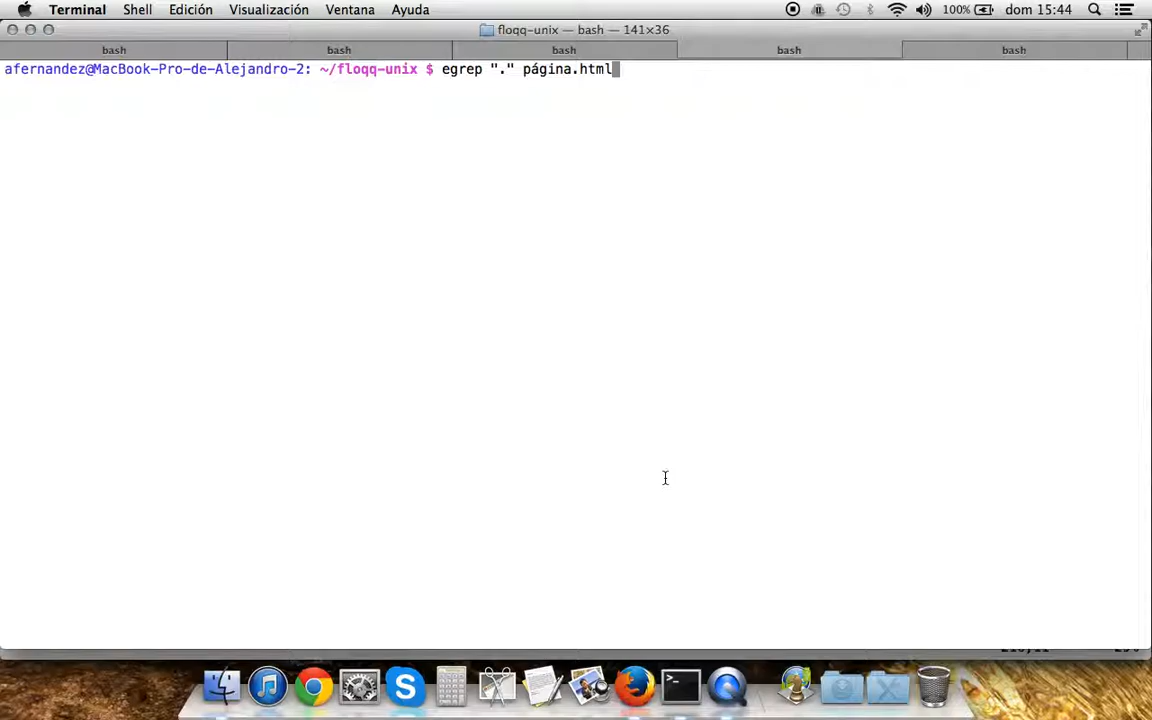 Terminal Shell Edición Visualización Ventana Ayuda 100% dom 15:44
floqq-unix — bash — 141×36
bash bash bash bash bash
afernandez@MacBook-Pro-de-Alejandro-2: ~/floqq-unix $ egrep "." página.html